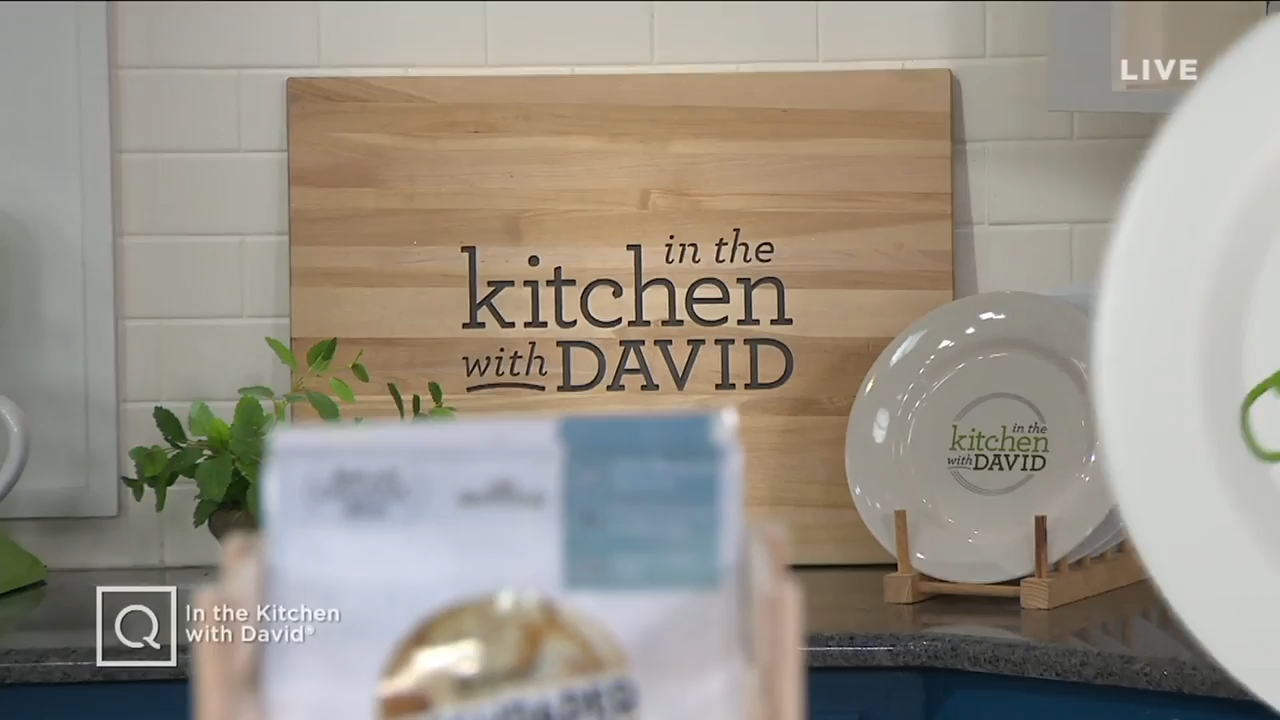 LIVE
in the
kitchen
with DAVID
in the
kitchen
with DAVID
Q
In the Kitchen
with David®